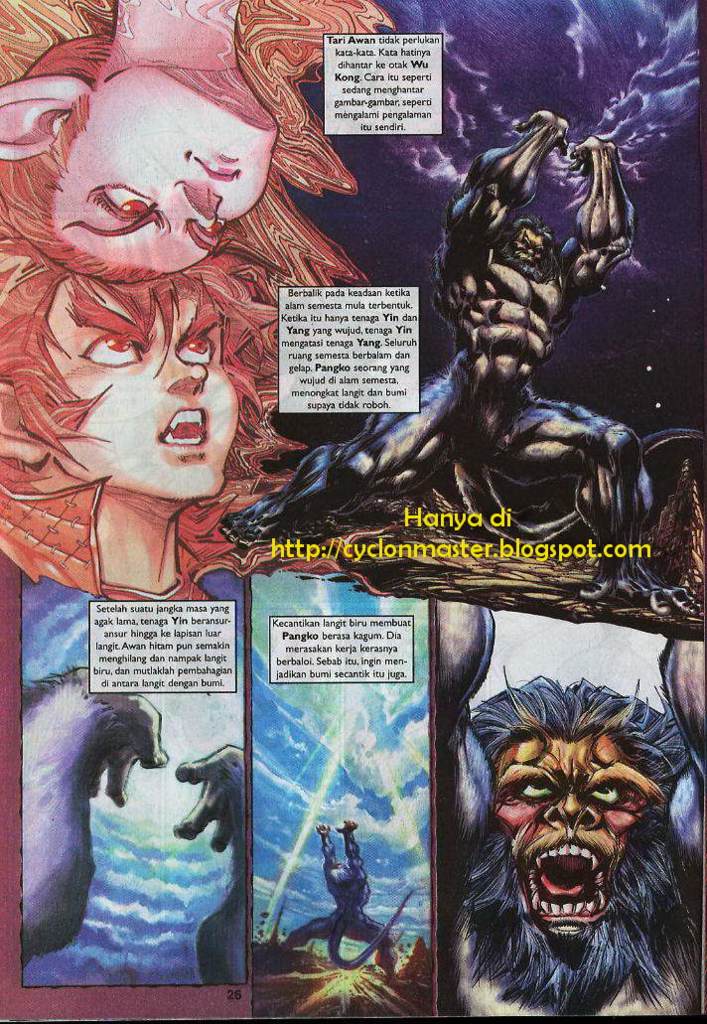 Tari Awan tidak perlukan
kata-kata. Kata hatinya
dihantar ke otak Wu
Kong. Cara itu seperti
sedang menghantar
gambar-gambar, seperti
mengalami pengalaman
itu sendiri.
Berbalik pada keadaan ketika
alam semesta mula terbentuk.
Ketika itu hanya tenaga Yin dan
Yang yang wujud, tenaga Yin
mengatasi tenaga Yang. Seluruh
ruang semesta berbalam dan
gelap. Pangko seorang yang
wujud di alam semesta,
menongkat langit dan bumi
supaya tidak roboh.
Hanya di
http://cyclonmaster.blogspot.com
Setelah suatu jangka masa yang
agak lama, tenaga Yin beransur-
ansur hingga ke lapisan luar
langit. Awan hitam pun semakin
menghilang dan nampak langit
biru, dan mutlaklah pembahagian
di antara langit dengan bumi.
Kecantikan langit biru membuat
Pangko berasa kagum. Dia
merasakan kerja kerasnya
berbaloi. Sebab itu, ingin men-
jadikan bumi secantik itu juga.
25